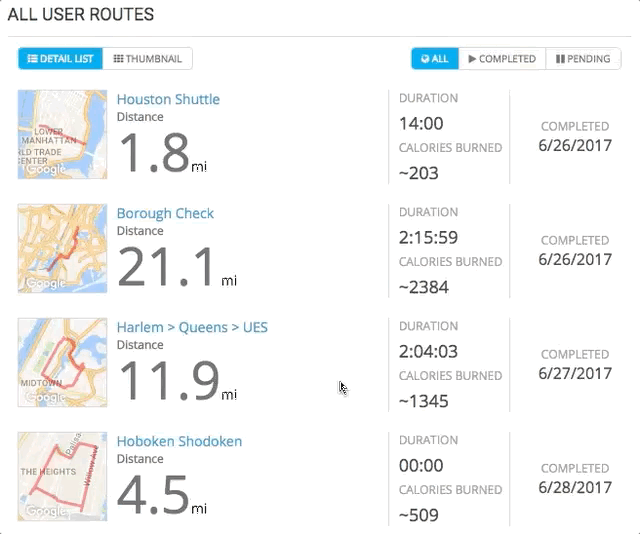 ALL USER ROUTES
DETAIL LIST
THUMBNAIL
ALL
COMPLETED
PENDING
LOWER
MANHATTAN
RLD TRADE
CENTER
Google
Houston Shuttle
Distance
1.8 mi
DURATION
14:00
CALORIES BURNED
~203
COMPLETED
6/26/2017
Google
Borough Check
Distance
21.1 mi
DURATION
2:15:59
CALORIES BURNED
~2384
COMPLETED
6/26/2017
MIDTOWN
Google
Harlem > Queens > UES
Distance
11.9 mi
DURATION
2:04:03
CALORIES BURNED
~1345
COMPLETED
6/27/2017
Palisa
THE HEIGHTS
Willow Ave
Google
Hoboken Shodoken
Distance
4.5 mi
DURATION
00:00
CALORIES BURNED
~509
COMPLETED
6/28/2017